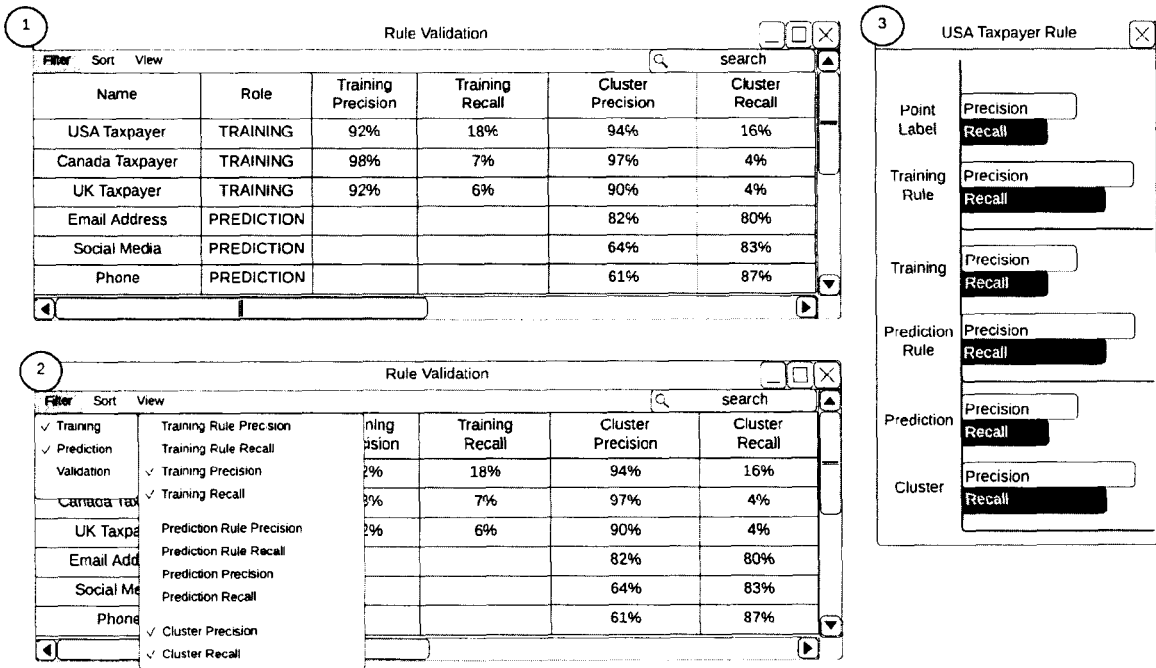 1
Rule Validation
Filter Sort View search
Name Role Training Precision Training Recall Cluster Precision Cluster Recall
USA Taxpayer TRAINING 92% 18% 94% 16%
Canada Taxpayer TRAINING 98% 7% 97% 4%
UK Taxpayer TRAINING 92% 6% 90% 4%
Email Address PREDICTION 82% 80%
Social Media PREDICTION 64% 83%
Phone PREDICTION 61% 87%
2
Rule Validation
Filter Sort View search
✓ Training
✓ Prediction
Validation
Training Rule Precision
Training Rule Recall
✓ Training Precision
✓ Training Recall
Prediction Rule Precision
Prediction Rule Recall
Prediction Precision
Prediction Recall
✓ Cluster Precision
✓ Cluster Recall
Training Recall Cluster Precision Cluster Recall
2% 18% 94% 16%
Canada Tax 7% 97% 4%
UK Taxpa 2% 6% 90% 4%
Email Add 82% 80%
Social Me 64% 83%
Phone 61% 87%
3
USA Taxpayer Rule
Point Label
Precision
Recall
Training Rule
Precision
Recall
Training
Precision
Recall
Prediction Rule
Precision
Recall
Prediction
Precision
Recall
Cluster
Precision
Recall